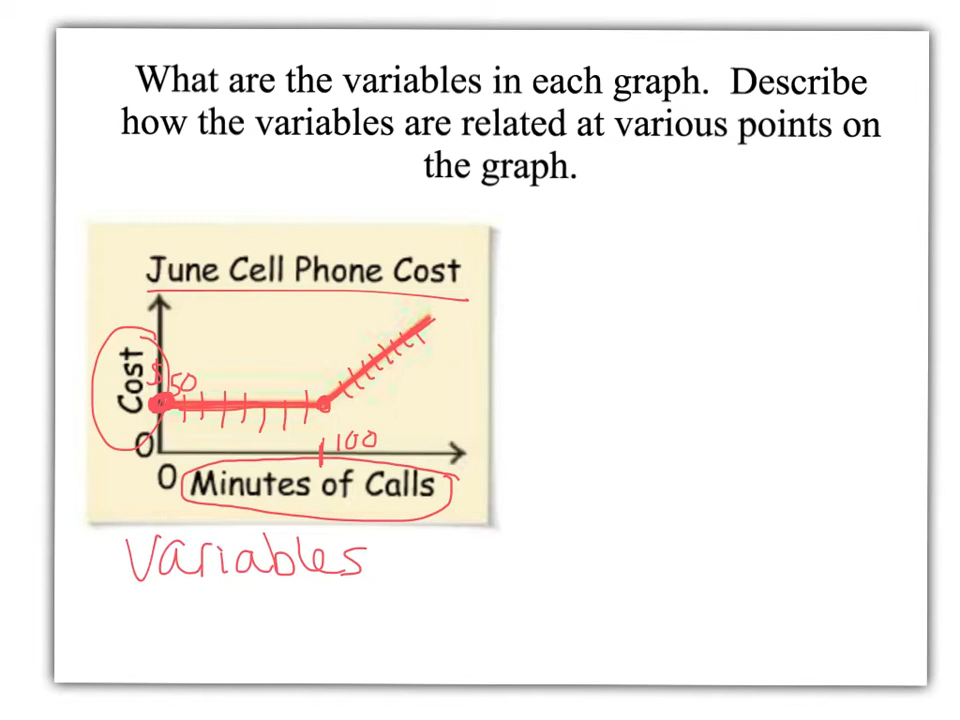 What are the variables in each graph. Describe
how the variables are related at various points on
the graph.
June Cell Phone Cost
Cost
$50
0
100
0 Minutes of Calls
Variables